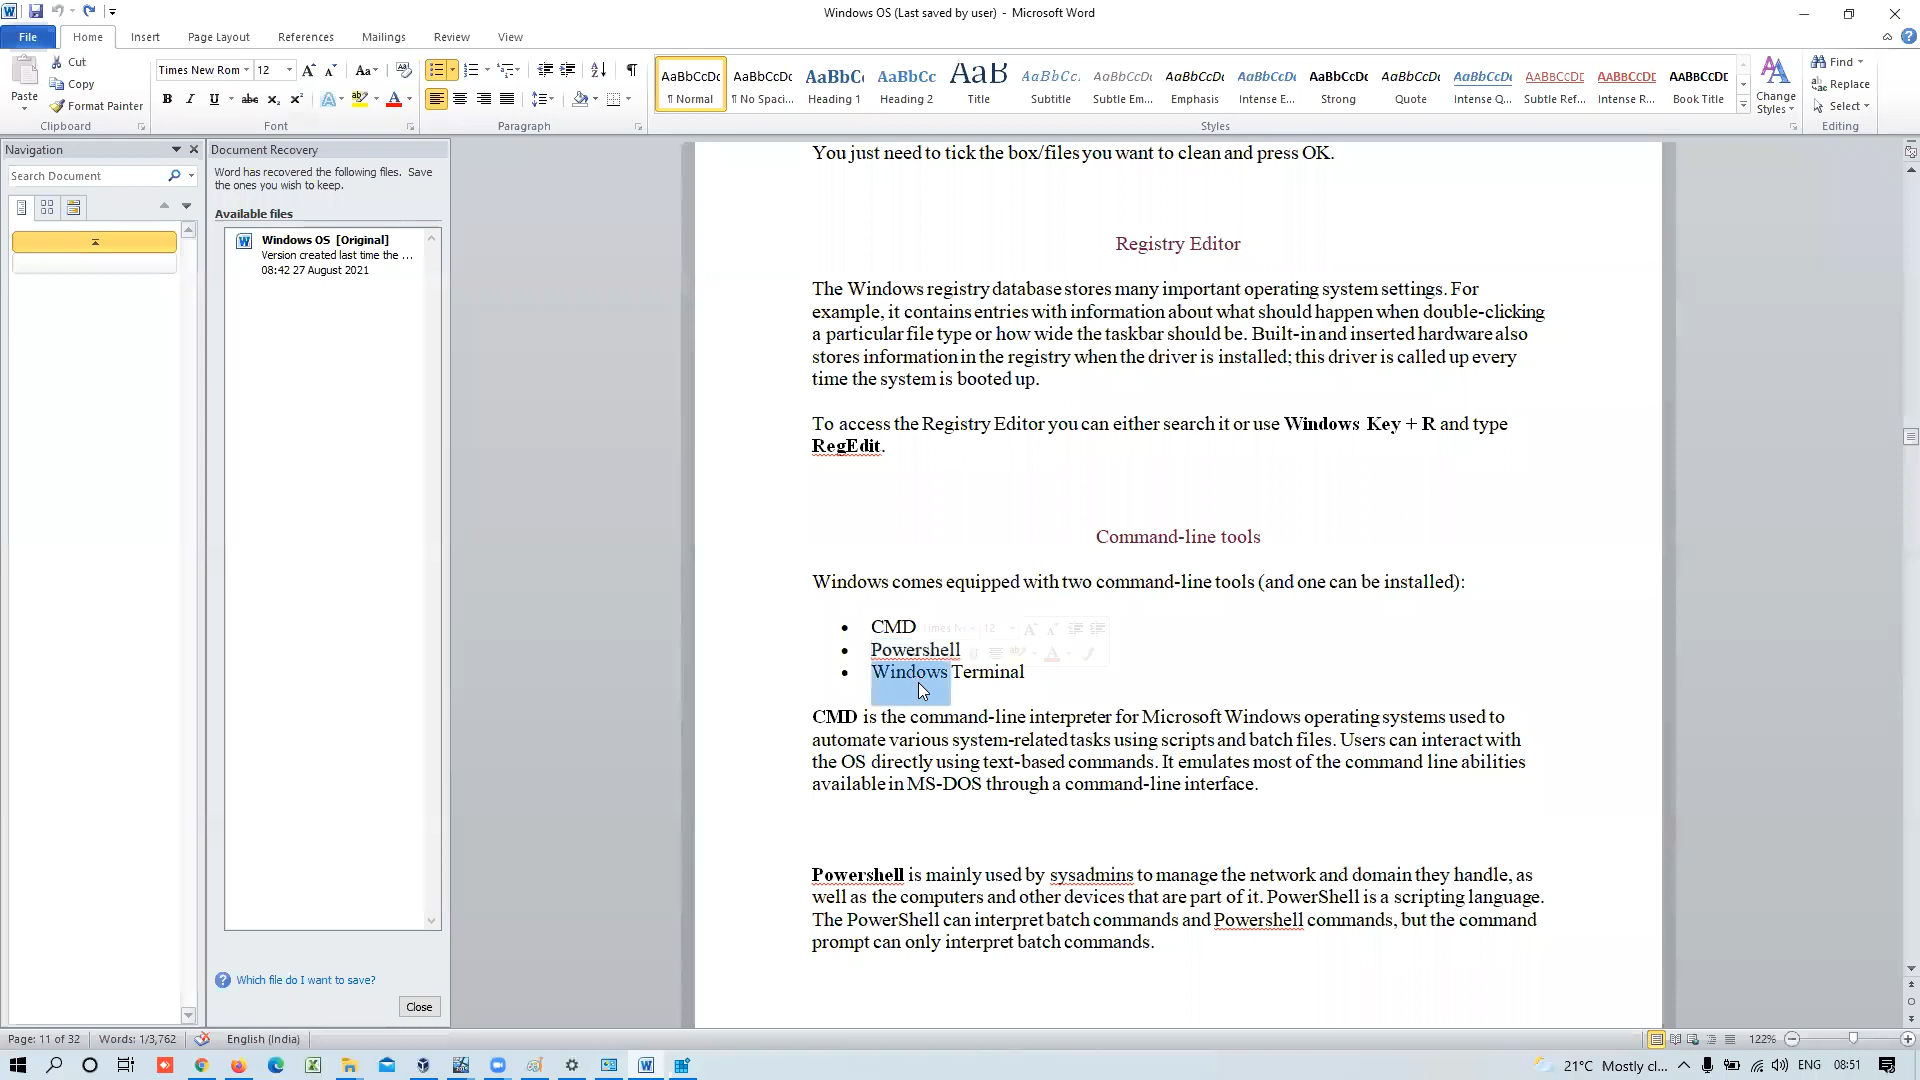 Windows OS (Last saved by user) - Microsoft Word
File Home Insert Page Layout References Mailings Review View
Paste
Cut
Copy
Format Painter
Clipboard
Times New Rom 12
Font
Paragraph
AaBbCcDc AaBbCcDc AaBbC AaBbCc AaB AaBbCc. AaBbCcDc AaBbCcDc AaBbCcDc AaBbCcDc AaBbCcDc AaBbCcDc AABBCCDE AABBCCDE AABBCCDE
¶ Normal ¶ No Spaci... Heading 1 Heading 2 Title Subtitle Subtle Em... Emphasis Intense E... Strong Quote Intense Q... Subtle Ref... Intense R... Book Title
Styles
Change Styles
Find
Replace
Select
Editing
Navigation
Search Document
Document Recovery
Word has recovered the following files. Save
the ones you wish to keep.
Available files
Windows OS [Original]
Version created last time the ...
08:42 27 August 2021
Which file do I want to save?
Close
You just need to tick the box/files you want to clean and press OK.
Registry Editor
The Windows registry database stores many important operating system settings. For
example, it contains entries with information about what should happen when double-clicking
a particular file type or how wide the taskbar should be. Built-in and inserted hardware also
stores information in the registry when the driver is installed; this driver is called up every
time the system is booted up.
To access the Registry Editor you can either search it or use Windows Key + R and type
RegEdit.
Command-line tools
Windows comes equipped with two command-line tools (and one can be installed):
• CMD
• Powershell
• Windows Terminal
CMD is the command-line interpreter for Microsoft Windows operating systems used to
automate various system-related tasks using scripts and batch files. Users can interact with
the OS directly using text-based commands. It emulates most of the command line abilities
available in MS-DOS through a command-line interface.
Powershell is mainly used by sysadmins to manage the network and domain they handle, as
well as the computers and other devices that are part of it. PowerShell is a scripting language.
The PowerShell can interpret batch commands and Powershell commands, but the command
prompt can only interpret batch commands.
Page: 11 of 32 Words: 1/3,762 English (India) 122%
21°C Mostly cl... ENG 08:51